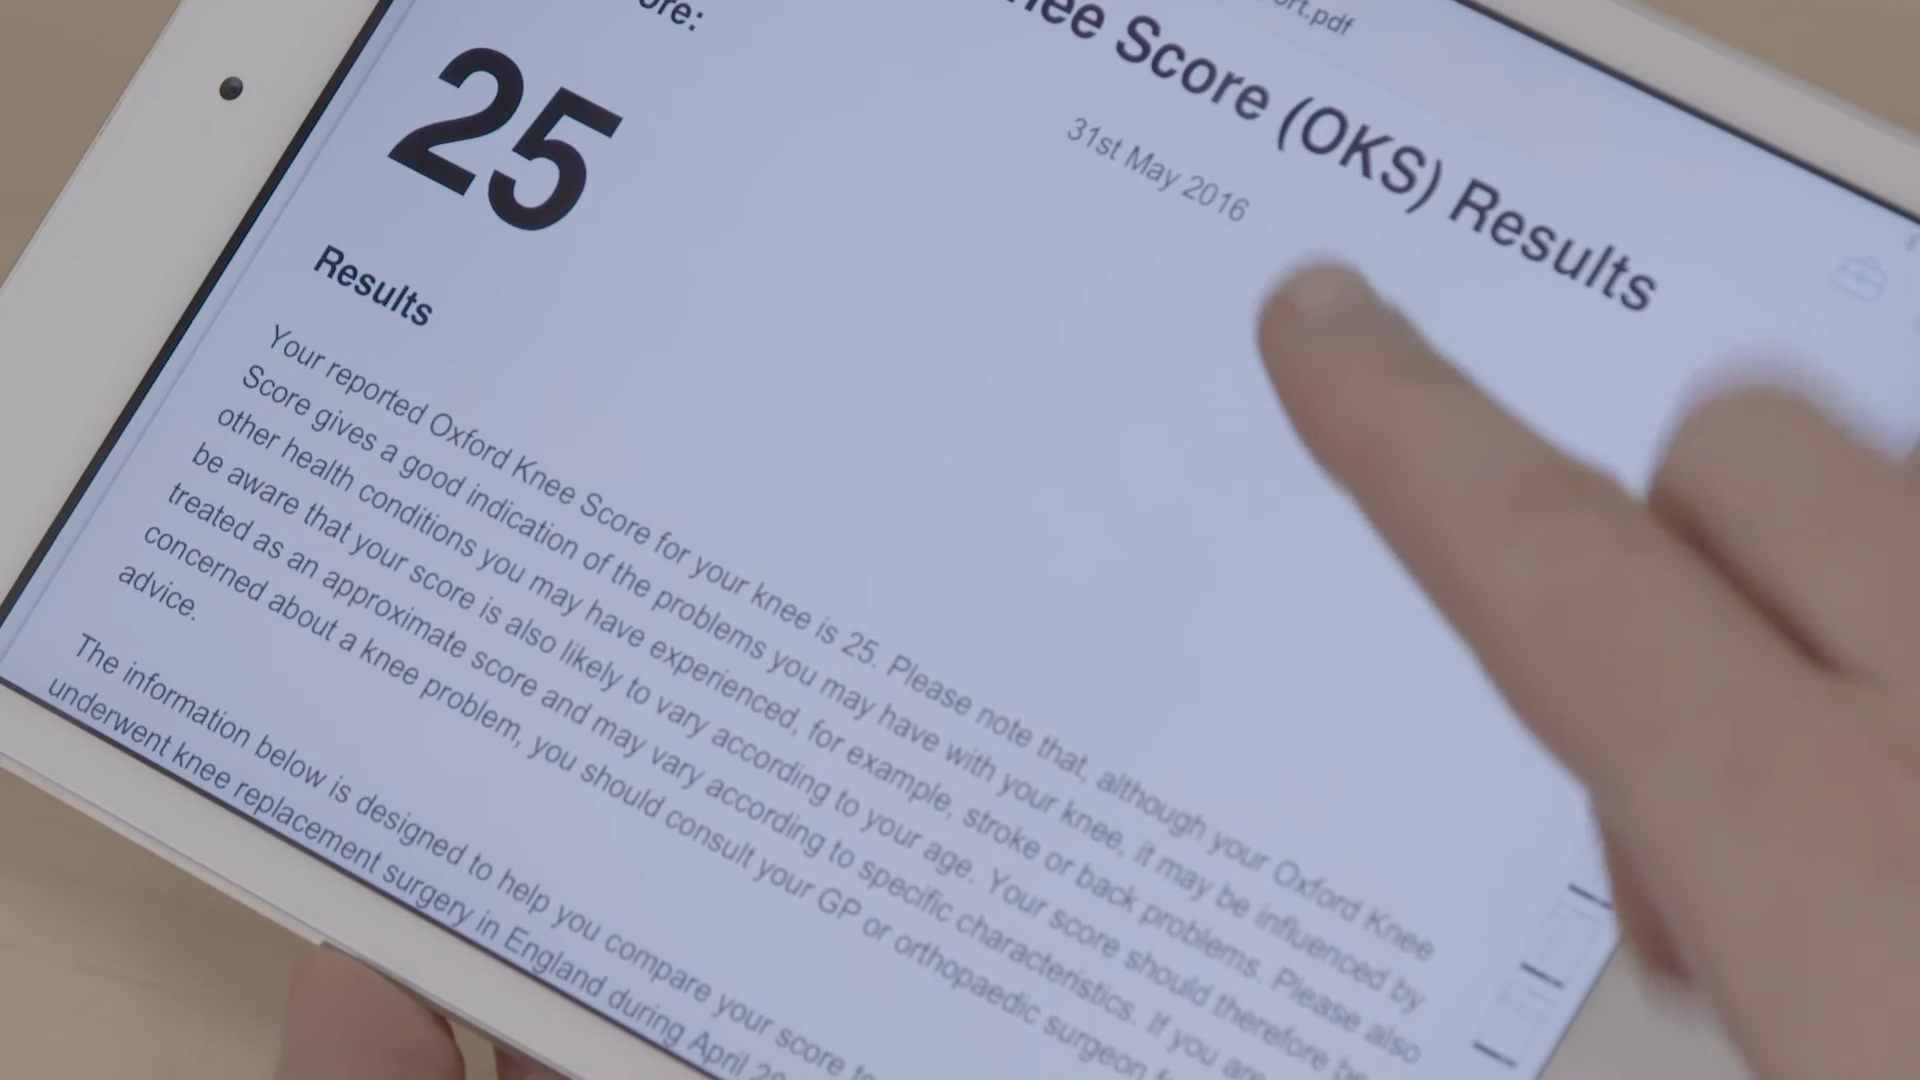 ort.pdf
nee Score (OKS) Results
31st May 2016
ore:
25
Results
Your reported Oxford Knee Score for your knee is 25. Please note that, although your Oxford Knee
Score gives a good indication of the problems you may have with your knee, it may be influenced by
other health conditions you may have experienced, for example, stroke or back problems. Please also
be aware that your score is also likely to vary according to your age. Your score should therefore be
treated as an approximate score and may vary according to specific characteristics. If you are
concerned about a knee problem, you should consult your GP or orthopaedic surgeon
advice.
The information below is designed to help you compare your score to
underwent knee replacement surgery in England during April 20